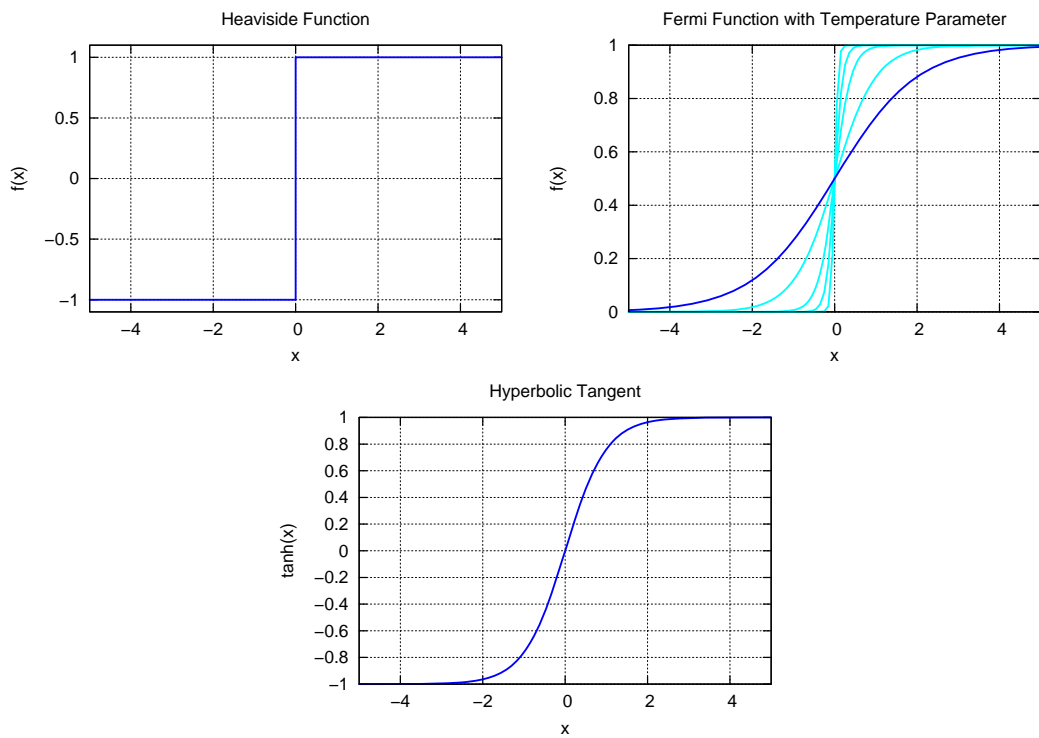 Heaviside Function
1
0.5
0
−0.5
−1
f(x)
−4 −2 0 2 4
x
Fermi Function with Temperature Parameter
1
0.8
0.6
0.4
0.2
0
f(x)
−4 −2 0 2 4
x
Hyperbolic Tangent
1
0.8
0.6
0.4
0.2
0
−0.2
−0.4
−0.6
−0.8
−1
tanh(x)
−4 −2 0 2 4
x